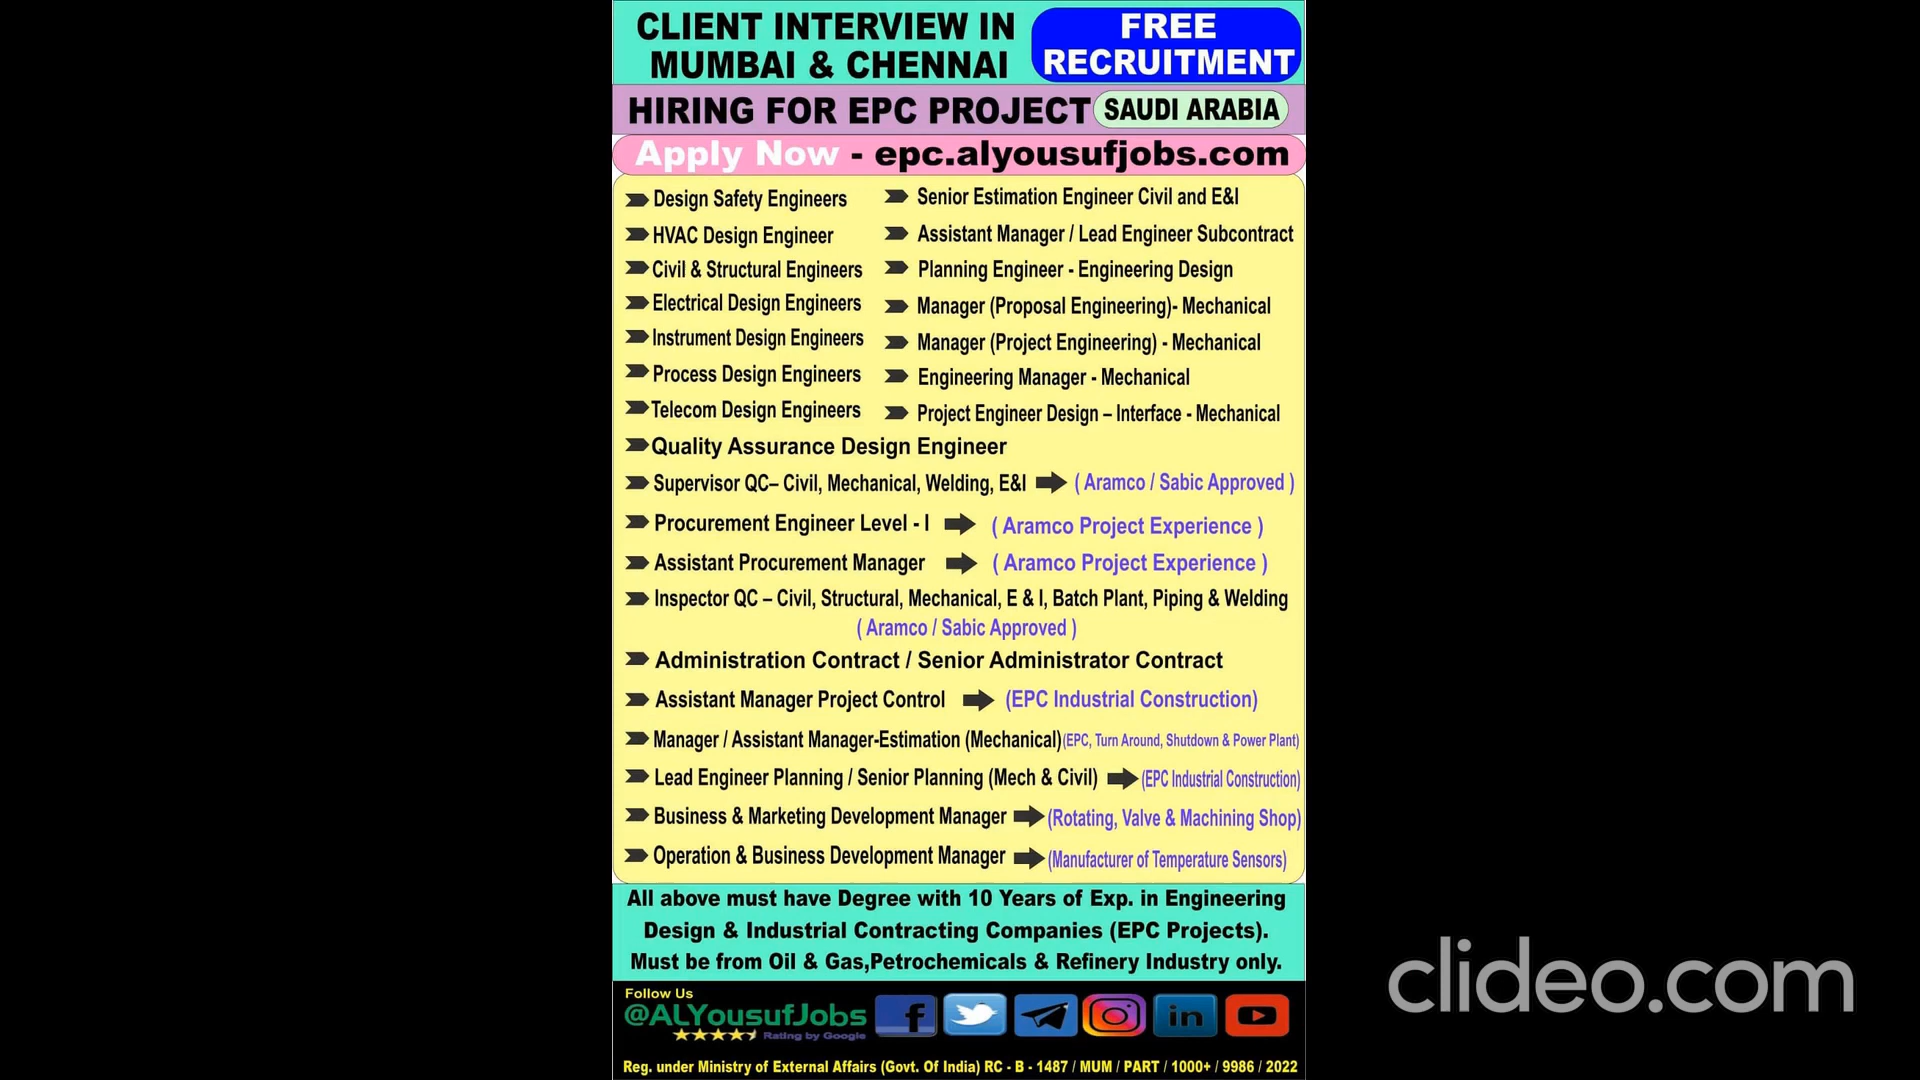 CLIENT INTERVIEW IN
MUMBAI & CHENNAI
FREE
RECRUITMENT
HIRING FOR EPC PROJECT SAUDI ARABIA
Apply Now - epc.alyousufjobs.com
Design Safety Engineers
HVAC Design Engineer
Civil & Structural Engineers
Electrical Design Engineers
Instrument Design Engineers
Process Design Engineers
Telecom Design Engineers
Senior Estimation Engineer Civil and E&I
Assistant Manager / Lead Engineer Subcontract
Planning Engineer - Engineering Design
Manager (Proposal Engineering)- Mechanical
Manager (Project Engineering) - Mechanical
Engineering Manager - Mechanical
Project Engineer Design – Interface - Mechanical
Quality Assurance Design Engineer
Supervisor QC– Civil, Mechanical, Welding, E&I ( Aramco / Sabic Approved )
Procurement Engineer Level - I ( Aramco Project Experience )
Assistant Procurement Manager ( Aramco Project Experience )
Inspector QC – Civil, Structural, Mechanical, E & I, Batch Plant, Piping & Welding
( Aramco / Sabic Approved )
Administration Contract / Senior Administrator Contract
Assistant Manager Project Control (EPC Industrial Construction)
Manager / Assistant Manager-Estimation (Mechanical)(EPC, Turn Around, Shutdown & Power Plant)
Lead Engineer Planning / Senior Planning (Mech & Civil) (EPC Industrial Construction)
Business & Marketing Development Manager (Rotating, Valve & Machining Shop)
Operation & Business Development Manager (Manufacturer of Temperature Sensors)
All above must have Degree with 10 Years of Exp. in Engineering
Design & Industrial Contracting Companies (EPC Projects).
Must be from Oil & Gas,Petrochemicals & Refinery Industry only.
Follow Us
@ALYousufJobs
Rating by Google
Reg. under Ministry of External Affairs (Govt. Of India) RC - B - 1487 / MUM / PART / 1000+ / 9986 / 2022
clideo.com